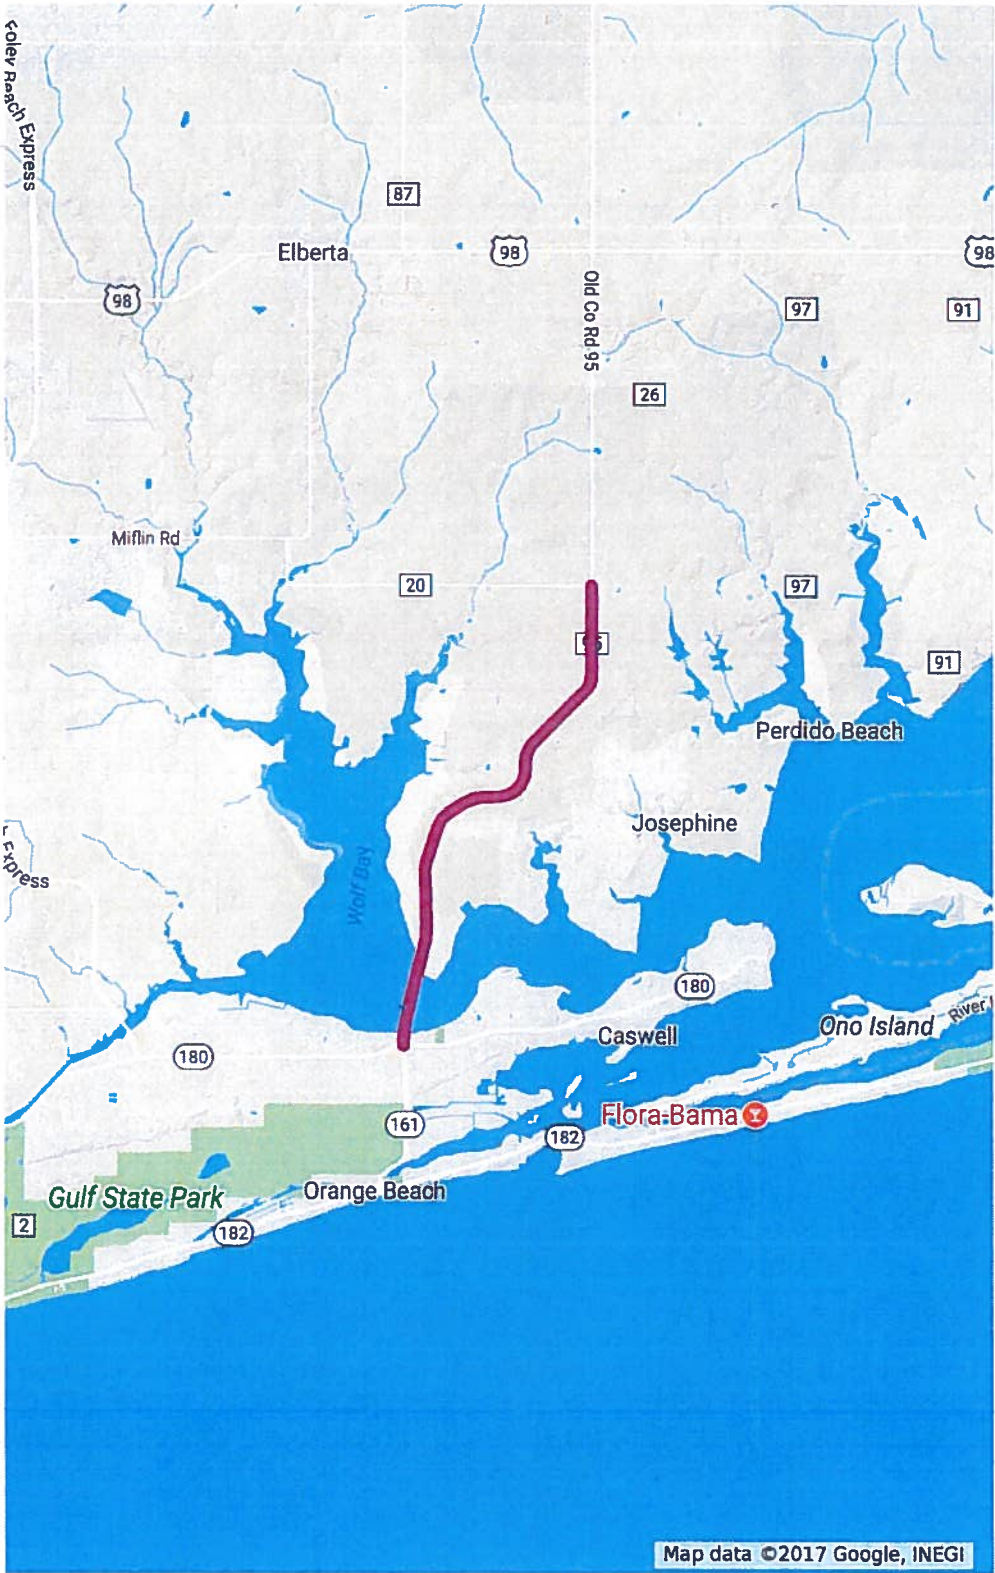 Foley Beach Express
87
Elberta
98
98
98
Old Co Rd 95
97
91
26
Miflin Rd
20
97
91
Perdido Beach
Josephine
Express
Wolf Bay
180
Ono Island
River
Caswell
180
161
Flora-Bama
182
Orange Beach
Gulf State Park
2
182
Map data ©2017 Google, INEGI